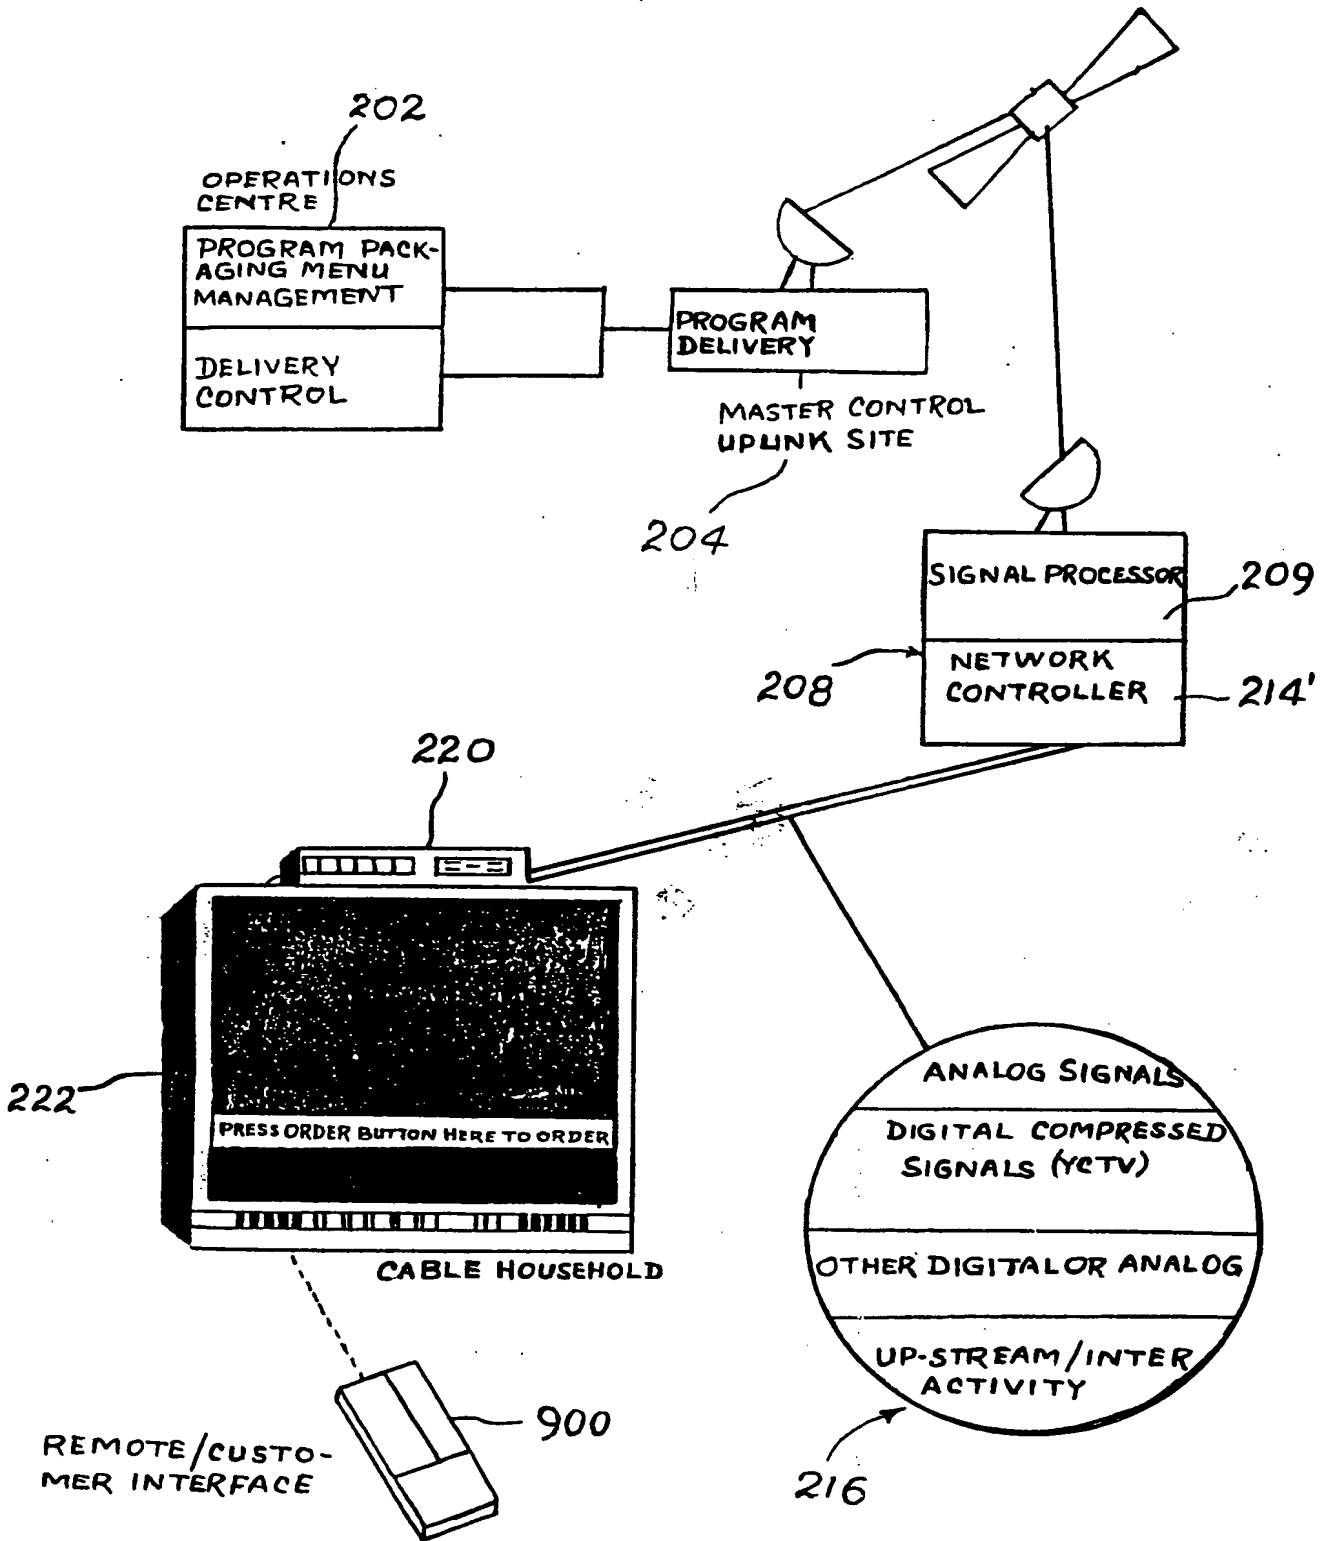 202
OPERATIONS
CENTRE
PROGRAM PACK-
AGING MENU
MANAGEMENT
DELIVERY
CONTROL
PROGRAM
DELIVERY
MASTER CONTROL
UPLINK SITE
204
SIGNAL PROCESSOR
209
208
NETWORK
CONTROLLER
214'
220
222
PRESS ORDER BUTTON HERE TO ORDER
CABLE HOUSEHOLD
ANALOG SIGNALS
DIGITAL COMPRESSED
SIGNALS (YCTV)
OTHER DIGITAL OR ANALOG
UP-STREAM/INTER
ACTIVITY
216
900
REMOTE/CUSTO-
MER INTERFACE